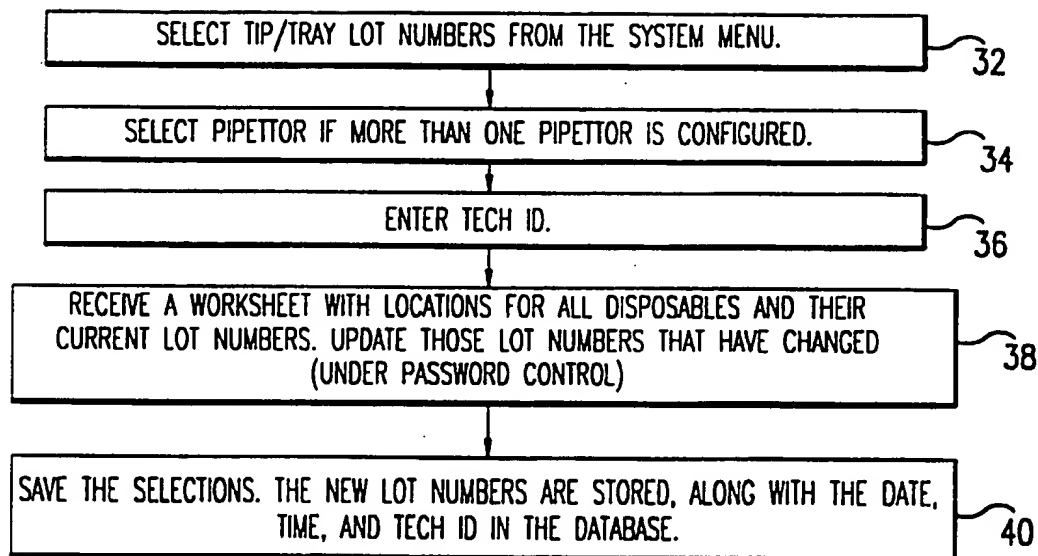 SELECT TIP/TRAY LOT NUMBERS FROM THE SYSTEM MENU.
32
SELECT PIPETTOR IF MORE THAN ONE PIPETTOR IS CONFIGURED.
34
ENTER TECH ID.
36
RECEIVE A WORKSHEET WITH LOCATIONS FOR ALL DISPOSABLES AND THEIR
CURRENT LOT NUMBERS. UPDATE THOSE LOT NUMBERS THAT HAVE CHANGED
(UNDER PASSWORD CONTROL)
38
SAVE THE SELECTIONS. THE NEW LOT NUMBERS ARE STORED, ALONG WITH THE DATE,
TIME, AND TECH ID IN THE DATABASE.
40